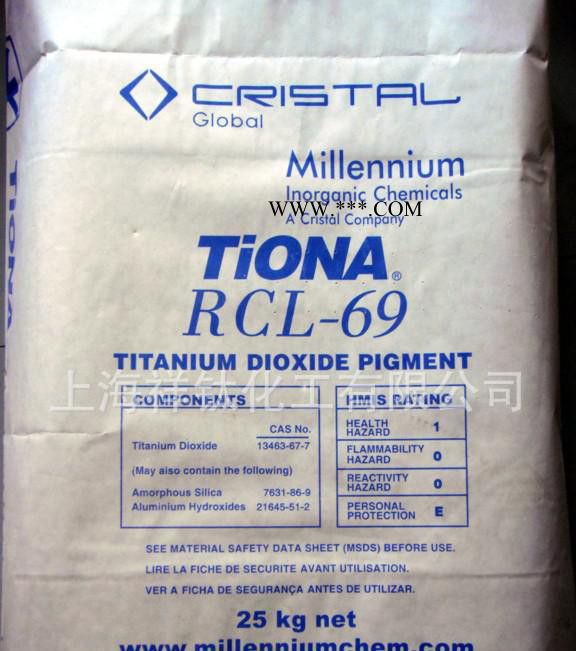 CRISTAL
Global
Millennium
Inorganic Chemicals
A Cristal Company
WWW.***.COM
TiONA®
RCL-69
TITANIUM DIOXIDE PIGMENT
上海祥钛化工有限公司
COMPONENTS
CAS No.
Titanium Dioxide 13463-67-7
(May also contain the following)
Amorphous Silica 7631-86-9
Aluminium Hydroxides 21645-51-2
HMIS RATING
HEALTH HAZARD 1
FLAMMABILITY HAZARD 0
REACTIVITY HAZARD 0
PERSONAL PROTECTION E
SEE MATERIAL SAFETY DATA SHEET (MSDS) BEFORE USE.
LIRE LA FICHE DE SECURITE AVANT UTILISATION.
VER A FICHA DE SEGURANÇA ANTES DE UTILIZAR.
25 kg net
www.millenniumchem.com
TiONA